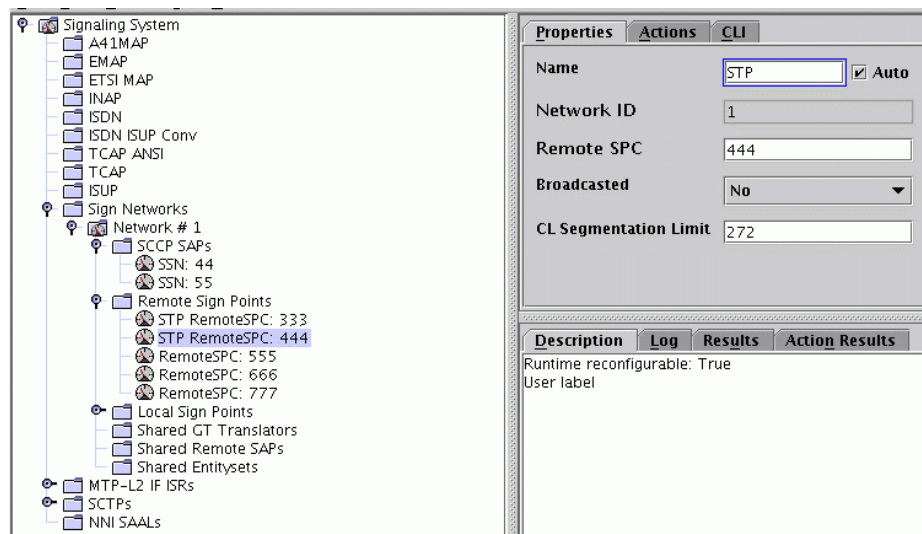 Signaling System
A41MAP
EMAP
ETSI MAP
INAP
ISDN
ISDN ISUP Conv
TCAP ANSI
TCAP
ISUP
Sign Networks
Network # 1
SCCP SAPs
SSN: 44
SSN: 55
Remote Sign Points
STP RemoteSPC: 333
STP RemoteSPC: 444
RemoteSPC: 555
RemoteSPC: 666
RemoteSPC: 777
Local Sign Points
Shared GT Translators
Shared Remote SAPs
Shared Entitysets
MTP-L2 IF ISRs
SCTPs
NNI SAALs
Properties Actions CLI
Name STP Auto
Network ID 1
Remote SPC 444
Broadcasted No
CL Segmentation Limit 272
Description Log Results Action Results
Runtime reconfigurable: True
User label